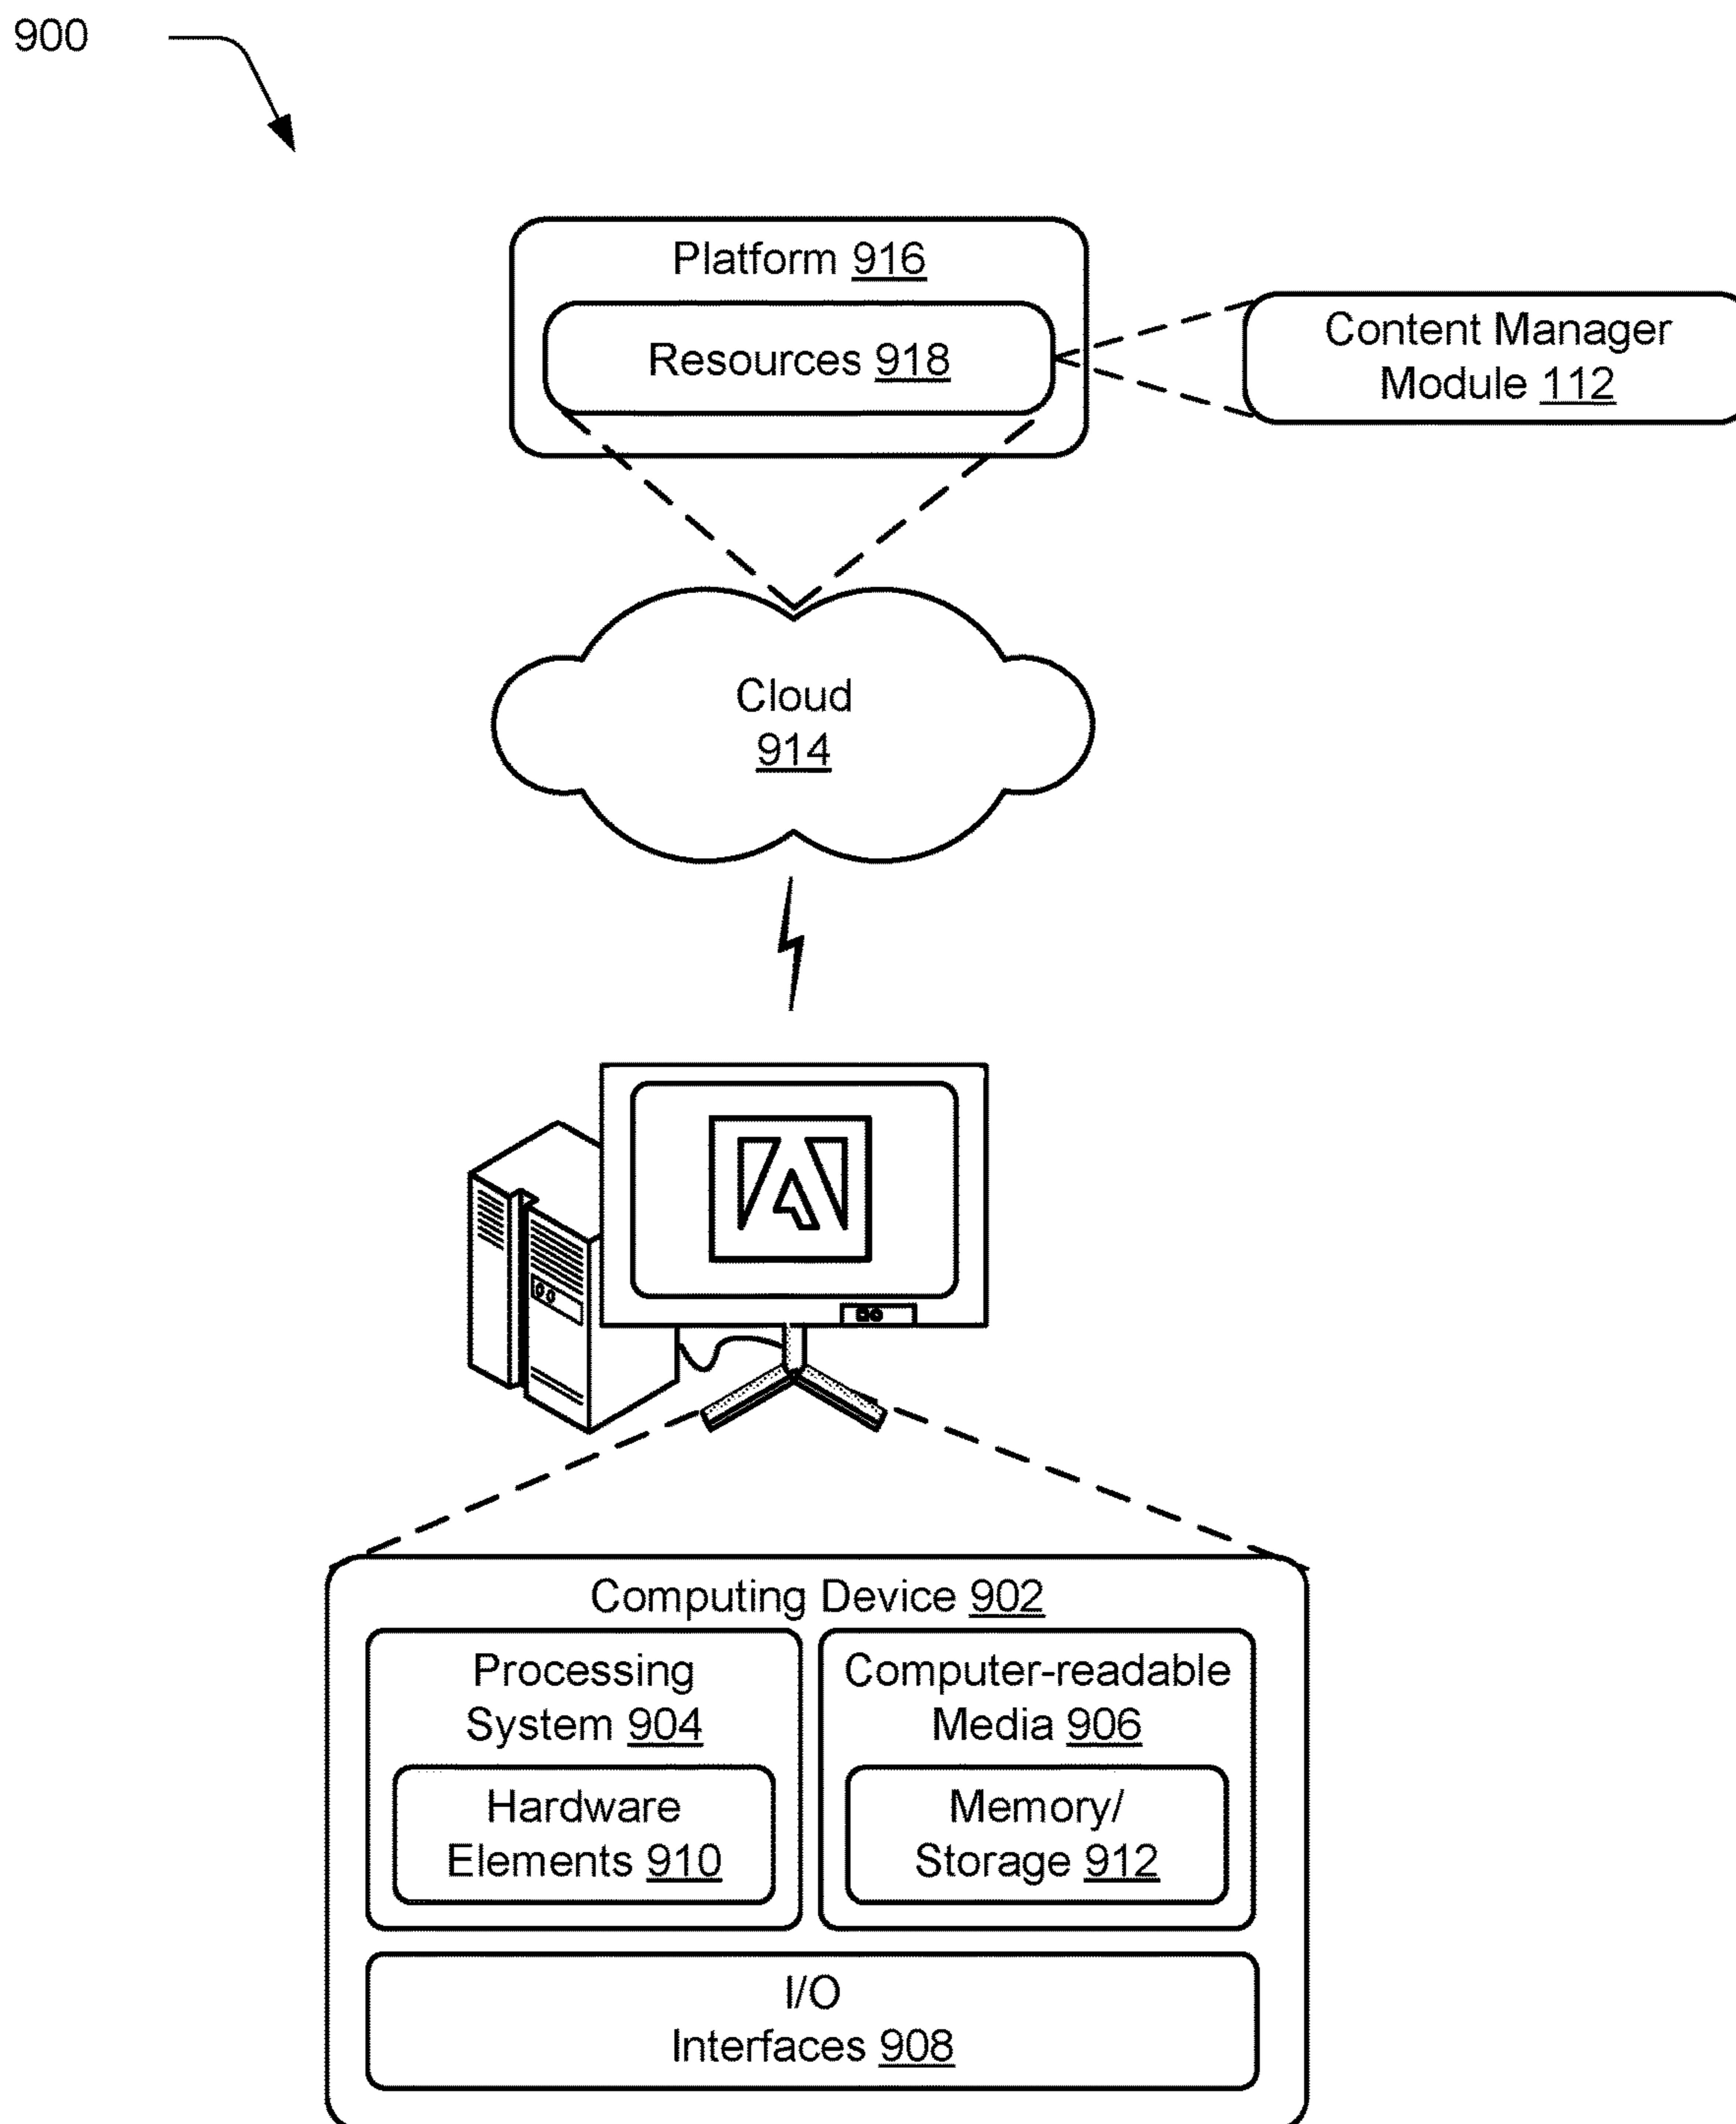 900
Platform 916
Resources 918
Content Manager
Module 112
Cloud
914
Computing Device 902
Processing
System 904
Hardware
Elements 910
Computer-readable
Media 906
Memory/
Storage 912
I/O
Interfaces 908